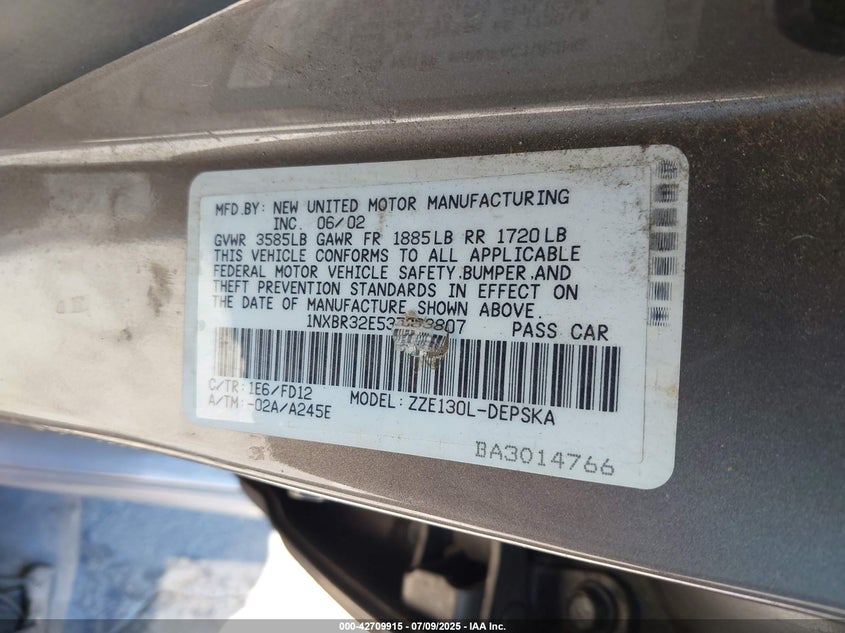 MFD.BY: NEW UNITED MOTOR MANUFACTURING
INC. 06/02
GVWR 3585LB GAWR FR 1885LB RR 1720LB
THIS VEHICLE CONFORMS TO ALL APPLICABLE
FEDERAL MOTOR VEHICLE SAFETY,BUMPER,AND
THEFT PREVENTION STANDARDS IN EFFECT ON
THE DATE OF MANUFACTURE SHOWN ABOVE.
PASS CAR
C/TR: 1E6/FD12
A/TM: -02A/A245E
MODEL: ZZE130L-DEPSKA
BA3014766
000-42709915 - 07/09/2025 - IAA Inc.